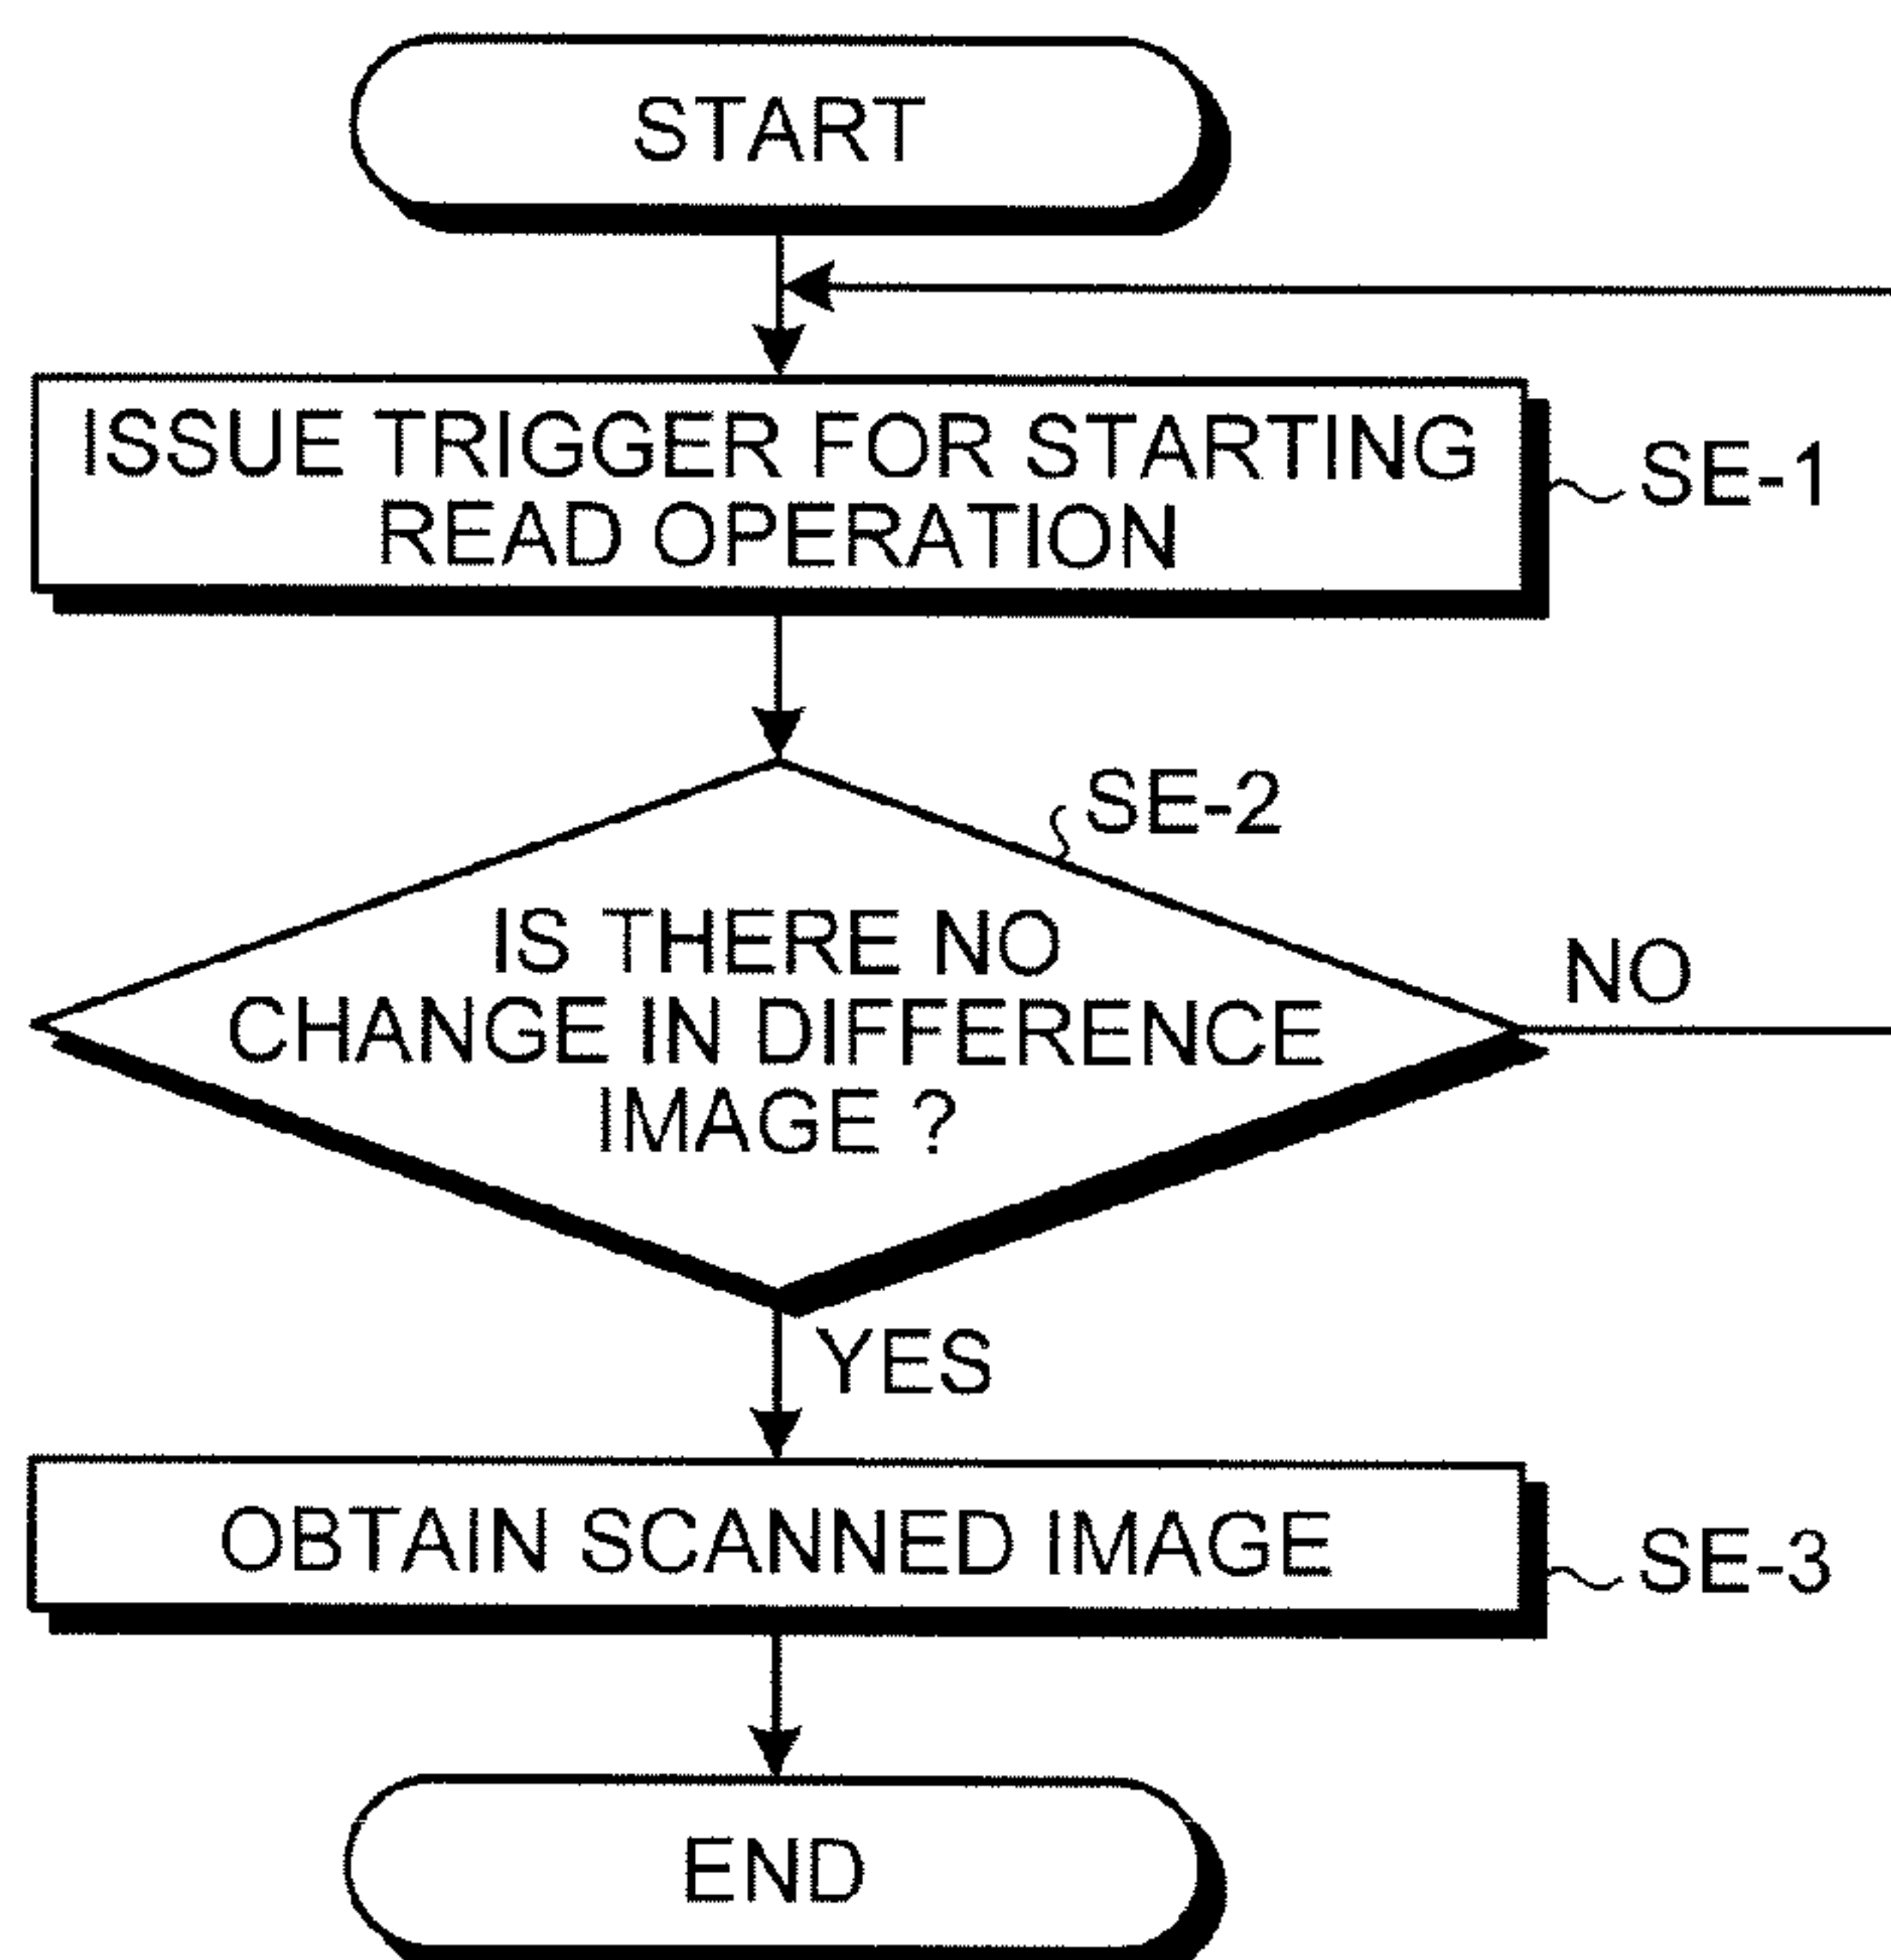 START
ISSUE TRIGGER FOR STARTING
READ OPERATION
SE-1
SE-2
IS THERE NO
CHANGE IN DIFFERENCE
IMAGE ?
NO
YES
OBTAIN SCANNED IMAGE
SE-3
END